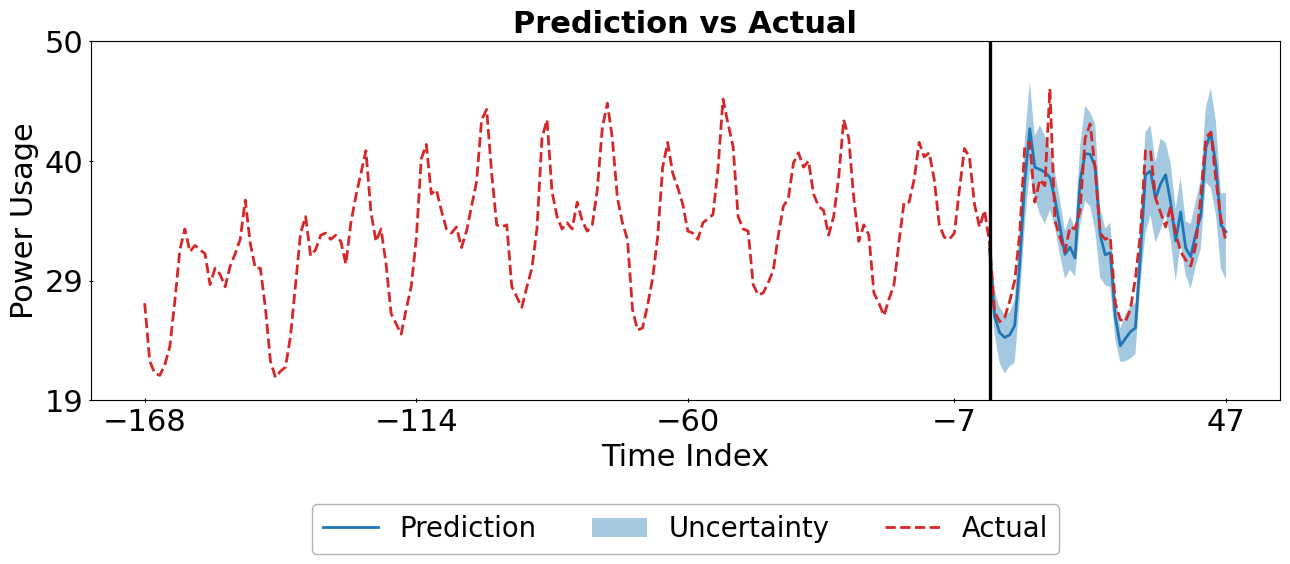 Prediction vs Actual
50
40
29
19
Power Usage
−168 −114 −60 −7 47
Time Index
Prediction Uncertainty Actual